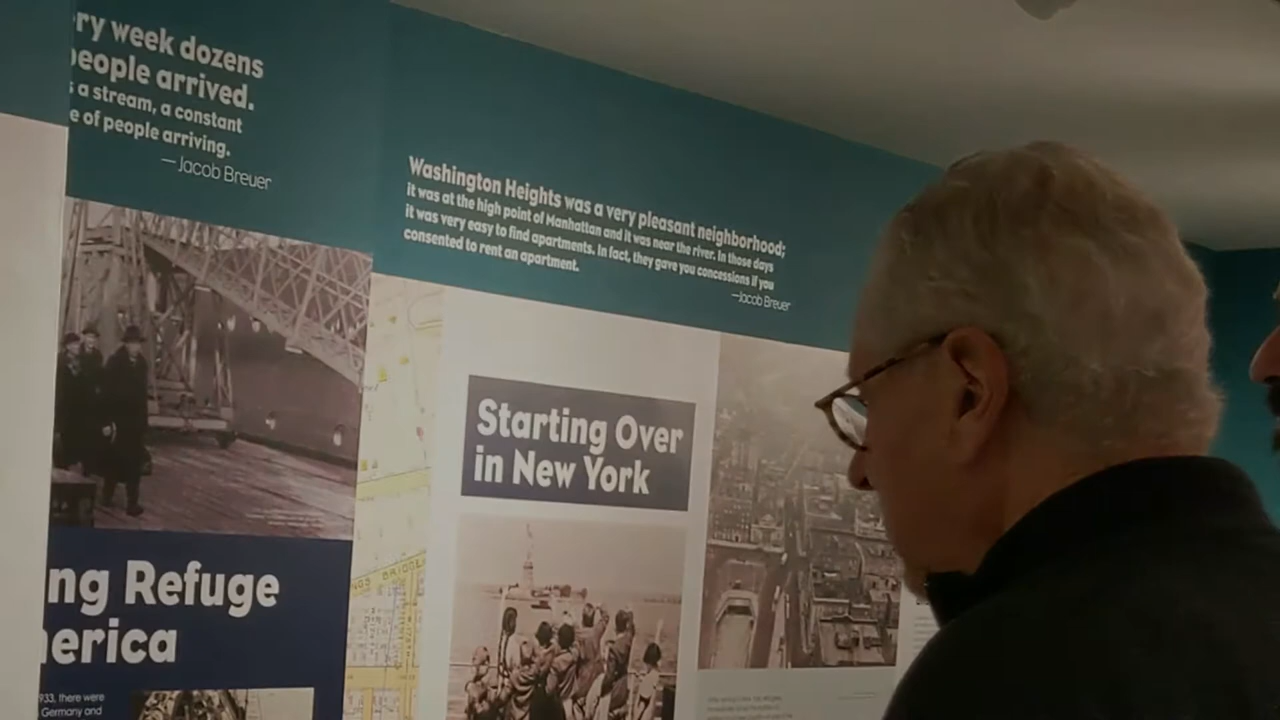 ry week dozens
people arrived.
s a stream, a constant
e of people arriving.
— Jacob Breuer
Washington Heights was a very pleasant neighborhood;
it was at the high point of Manhattan and it was near the river. In those days
it was very easy to find apartments. In fact, they gave you concessions if you
consented to rent an apartment.
—Jacob Breuer
Starting Over
in New York
ng Refuge
merica
933, there were
Germany and
BRIDGE